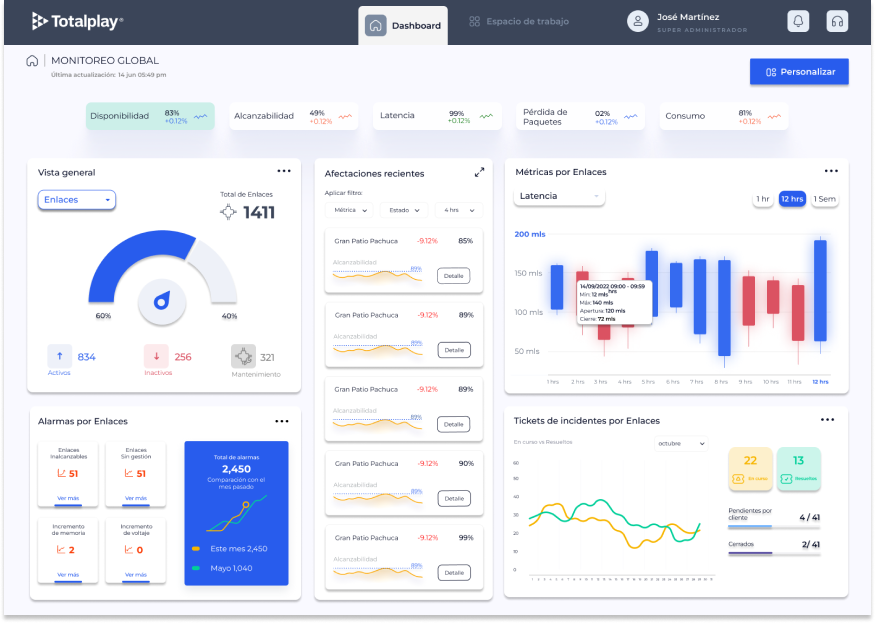 Totalplay®
Dashboard
Espacio de trabajo
José Martínez
SUPER ADMINISTRADOR
MONITOREO GLOBAL
Última actualización: 14 jun 05:49 pm
Personalizar
Disponibilidad
83%
+0.12%
Alcanzabilidad
49%
+0.12%
Latencia
99%
+0.12%
Pérdida de
Paquetes
02%
+0.12%
Consumo
81%
+0.12%
Vista general
Enlaces
Total de Enlaces
1411
60%
40%
834
Activos
256
Inactivos
321
Mantenimiento
Afectaciones recientes
Aplicar filtro:
Métrica
Estado
4 hrs
Gran Patio Pachuca
-9.12%
85%
Alcanzabilidad
89%
Detalle
Gran Patio Pachuca
-9.12%
89%
Alcanzabilidad
89%
Detalle
Gran Patio Pachuca
-9.12%
89%
Alcanzabilidad
89%
Detalle
Gran Patio Pachuca
-9.12%
90%
Alcanzabilidad
89%
Detalle
Gran Patio Pachuca
-9.12%
99%
Alcanzabilidad
89%
Detalle
Métricas por Enlaces
Latencia
1 hr
12 hrs
1 Sem
200 mls
150 mls
100 mls
50 mls
14/09/2022 09:00 - 09:59
hrs
Mín: 12 mls
Máx: 140 mls
Apertura: 120 mls
Cierre: 72 mls
1 hrs
2 hrs
3 hrs
4 hrs
5 hrs
6 hrs
7 hrs
8 hrs
9 hrs
10 hrs
11 hrs
12 hrs
Alarmas por Enlaces
Enlaces
Inalcanzables
51
Ver más
Enlaces
Sin gestión
51
Ver más
Incremento
de memoria
2
Ver más
Incremento
de voltaje
0
Ver más
Total de alarmas
2,450
Comparación con el
mes pasado
Este mes 2,450
Mayo 1,040
Tickets de incidentes por Enlaces
En curso vs Resueltos
octubre
60
50
40
30
20
10
0
22
En curso
13
Resueltos
Pendientes por
cliente
4 / 41
Cerrados
2/ 41